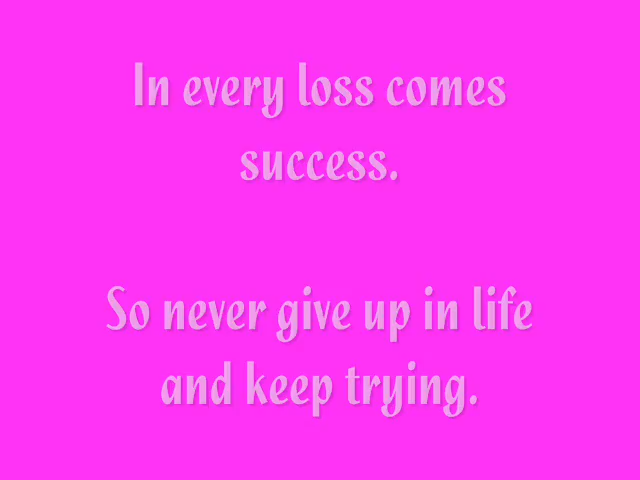 In every loss comes
success.
So never give up in life
and keep trying.